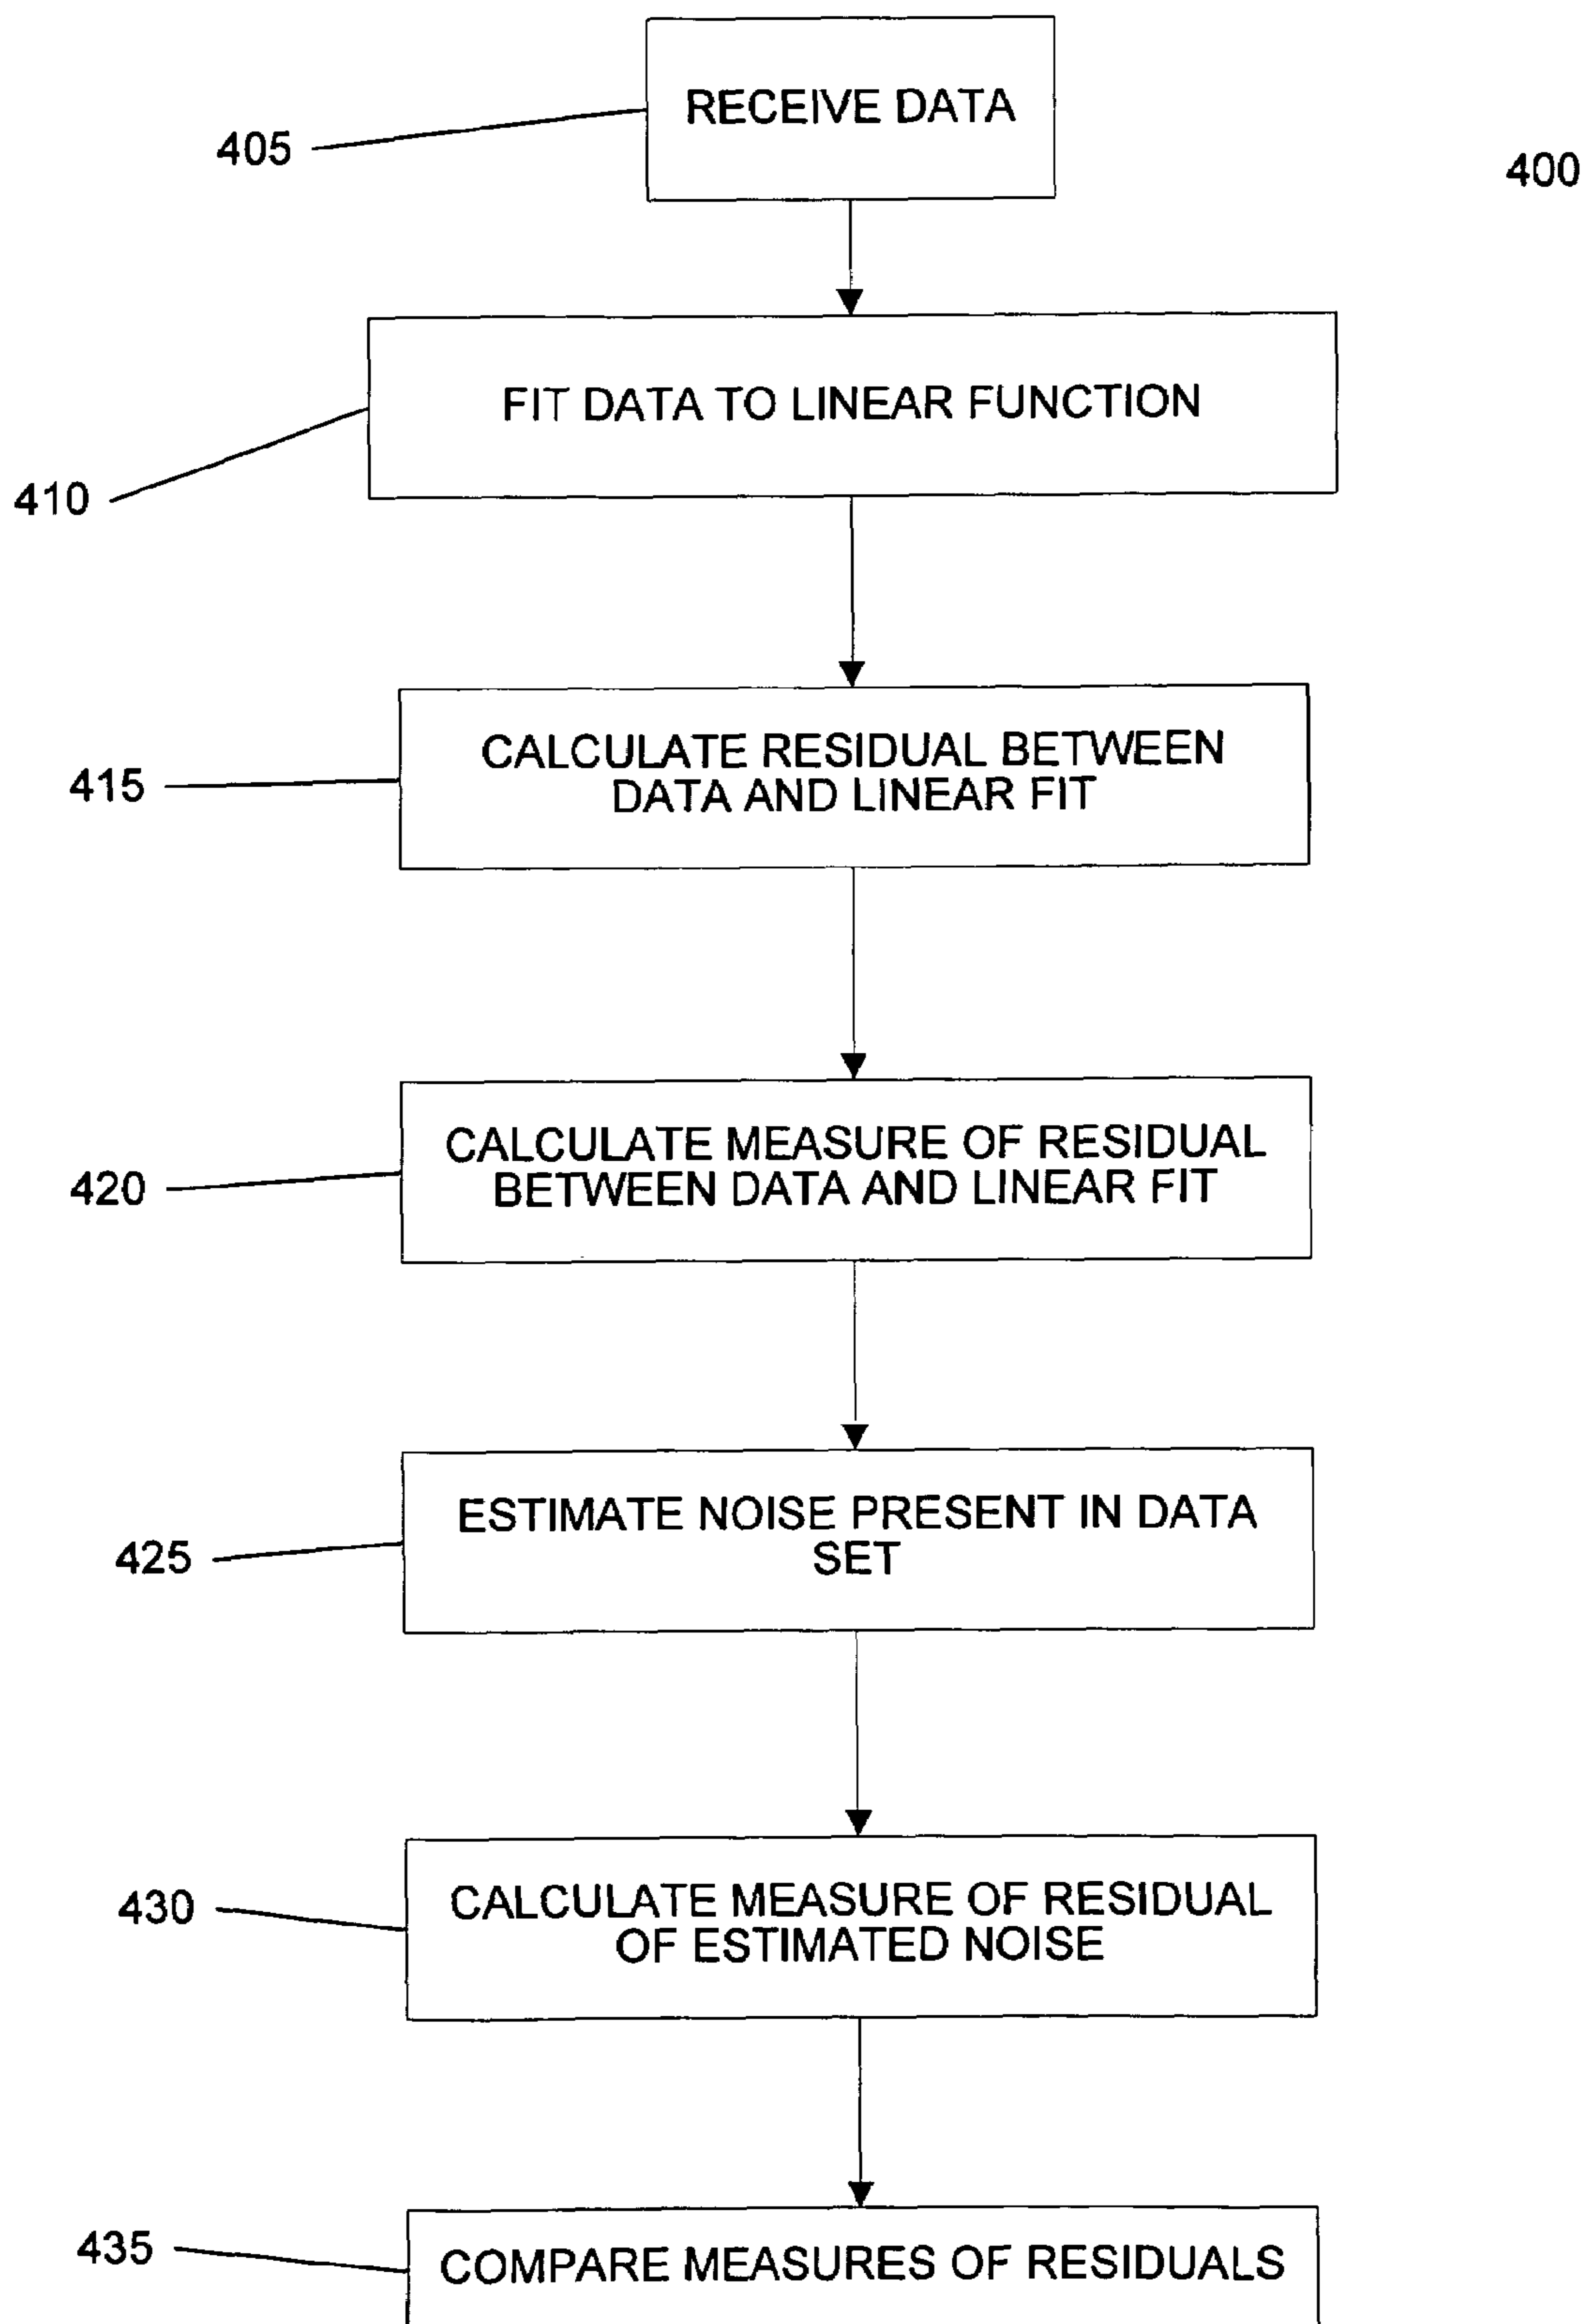 RECEIVE DATA
405
400
FIT DATA TO LINEAR FUNCTION
410
CALCULATE RESIDUAL BETWEEN
DATA AND LINEAR FIT
415
CALCULATE MEASURE OF RESIDUAL
BETWEEN DATA AND LINEAR FIT
420
ESTIMATE NOISE PRESENT IN DATA
SET
425
CALCULATE MEASURE OF RESIDUAL
OF ESTIMATED NOISE
430
COMPARE MEASURES OF RESIDUALS
435